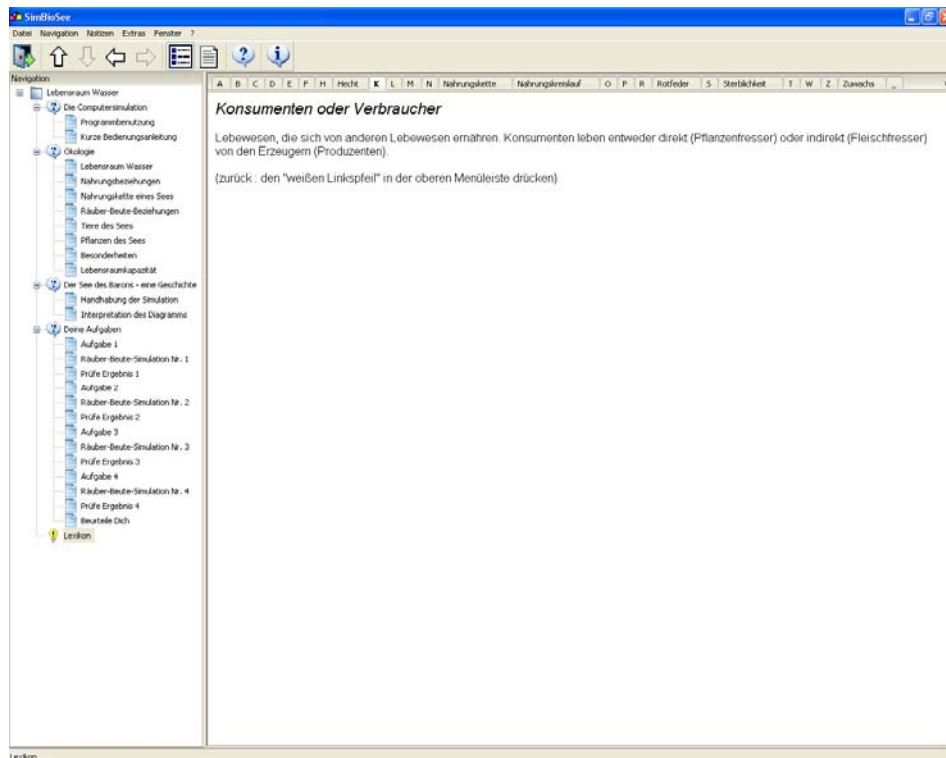 SimBioSee
Datei Navigation Notizen Extras Fenster ?
Navigation
Lebensraum Wasser
Die Computersimulation
Programmbenutzung
Kurze Bedienungsanleitung
Ökologie
Lebensraum Wasser
Nahrungsbeziehungen
Nahrungskette eines Sees
Räuber-Beute-Beziehungen
Tiere des Sees
Pflanzen des Sees
Besonderheiten
Lebensraumkapazität
Der See des Barons - eine Geschichte
Handhabung der Simulation
Interpretation des Diagramms
Deine Aufgaben
Aufgabe 1
Räuber-Beute-Simulation Nr. 1
Prüfe Ergebnis 1
Aufgabe 2
Räuber-Beute-Simulation Nr. 2
Prüfe Ergebnis 2
Aufgabe 3
Räuber-Beute-Simulation Nr. 3
Prüfe Ergebnis 3
Aufgabe 4
Räuber-Beute-Simulation Nr. 4
Prüfe Ergebnis 4
Beurteile Dich
Lexikon
A B C D E F H Hecht K L M N Nahrungskette Nahrungskreislauf O P R Rotfeder S Sterblichkeit T W Z Zuwachs _
Konsumenten oder Verbraucher
Lebewesen, die sich von anderen Lebewesen ernähren. Konsumenten leben entweder direkt (Pflanzenfresser) oder indirekt (Fleischfresser)
von den Erzeugern (Produzenten).
(zurück : den "weißen Linkspfeil" in der oberen Menüleiste drücken)
Lexikon